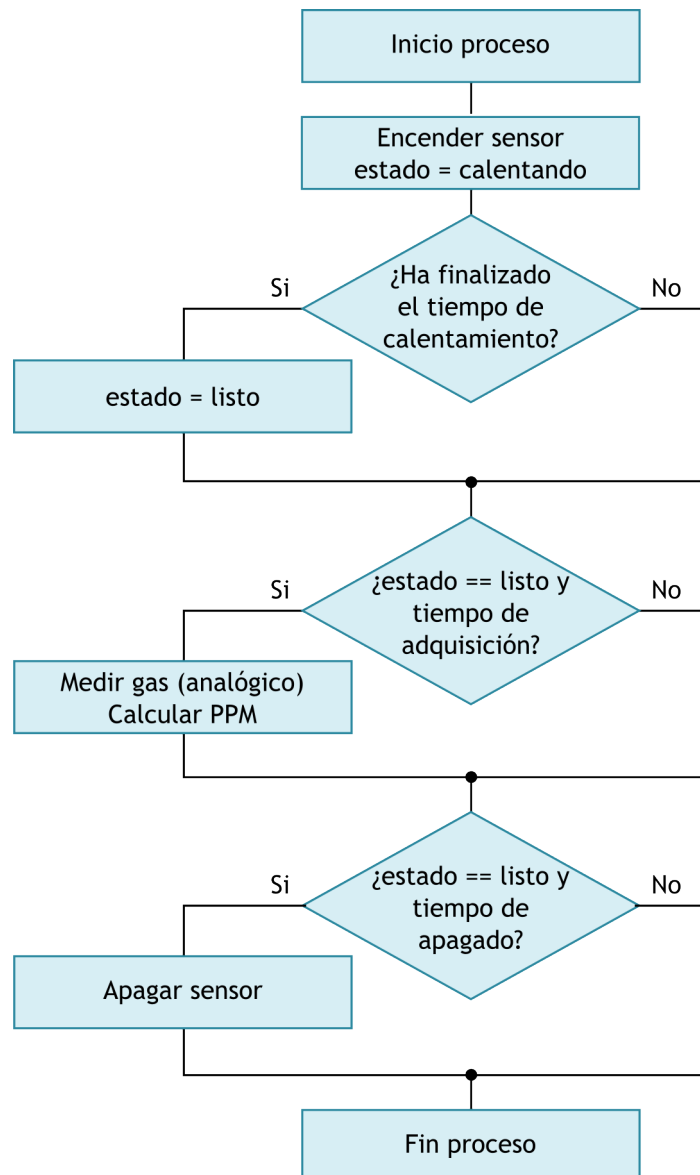 Inicio proceso
Encender sensor
estado = calentando
¿Ha finalizado
el tiempo de
calentamiento?
Si
No
estado = listo
¿estado == listo y
tiempo de
adquisición?
Si
No
Medir gas (analógico)
Calcular PPM
¿estado == listo y
tiempo de
apagado?
Si
No
Apagar sensor
Fin proceso